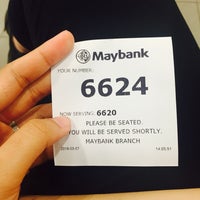 Maybank
YOUR NUMBER:
6624
NOW SERVING: 6620
PLEASE BE SEATED.
YOU WILL BE SERVED SHORTLY.
MAYBANK BRANCH